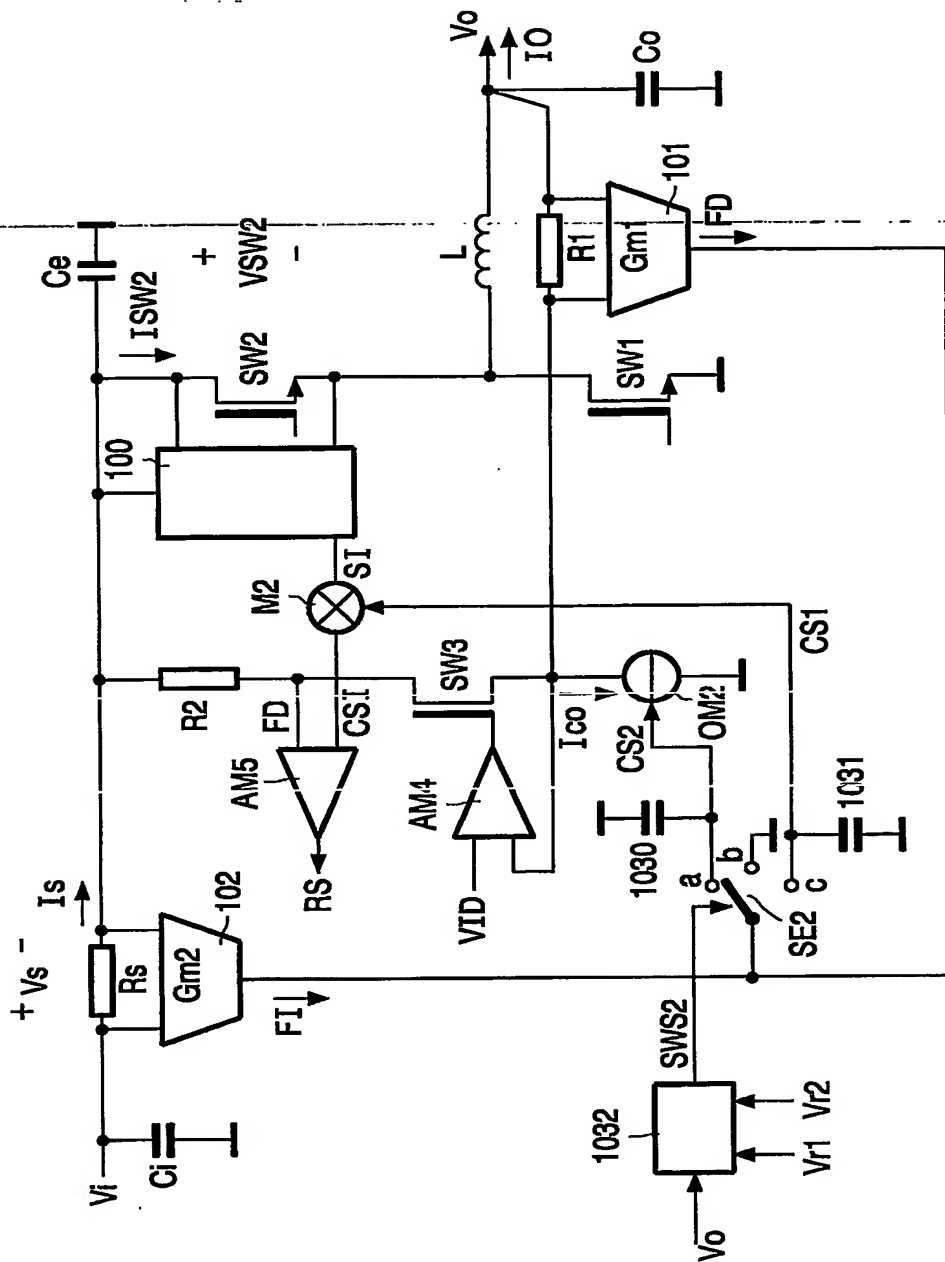 Vo
IO
Co
Ce
ISW2
+
VSW2
-
L
R1
Gm1
101
FD
SW2
SW1
100
SI
M2
CS1
R2
FD
CSI
SW3
AM5
RS
AM4
VID
Ico
OM2
CS2
1030
1031
a
b
c
SE2
+ Vs -
Is
Rs
Gm2
102
FI
SWS2
Vi
Ci
1032
Vr1
Vr2
Vo